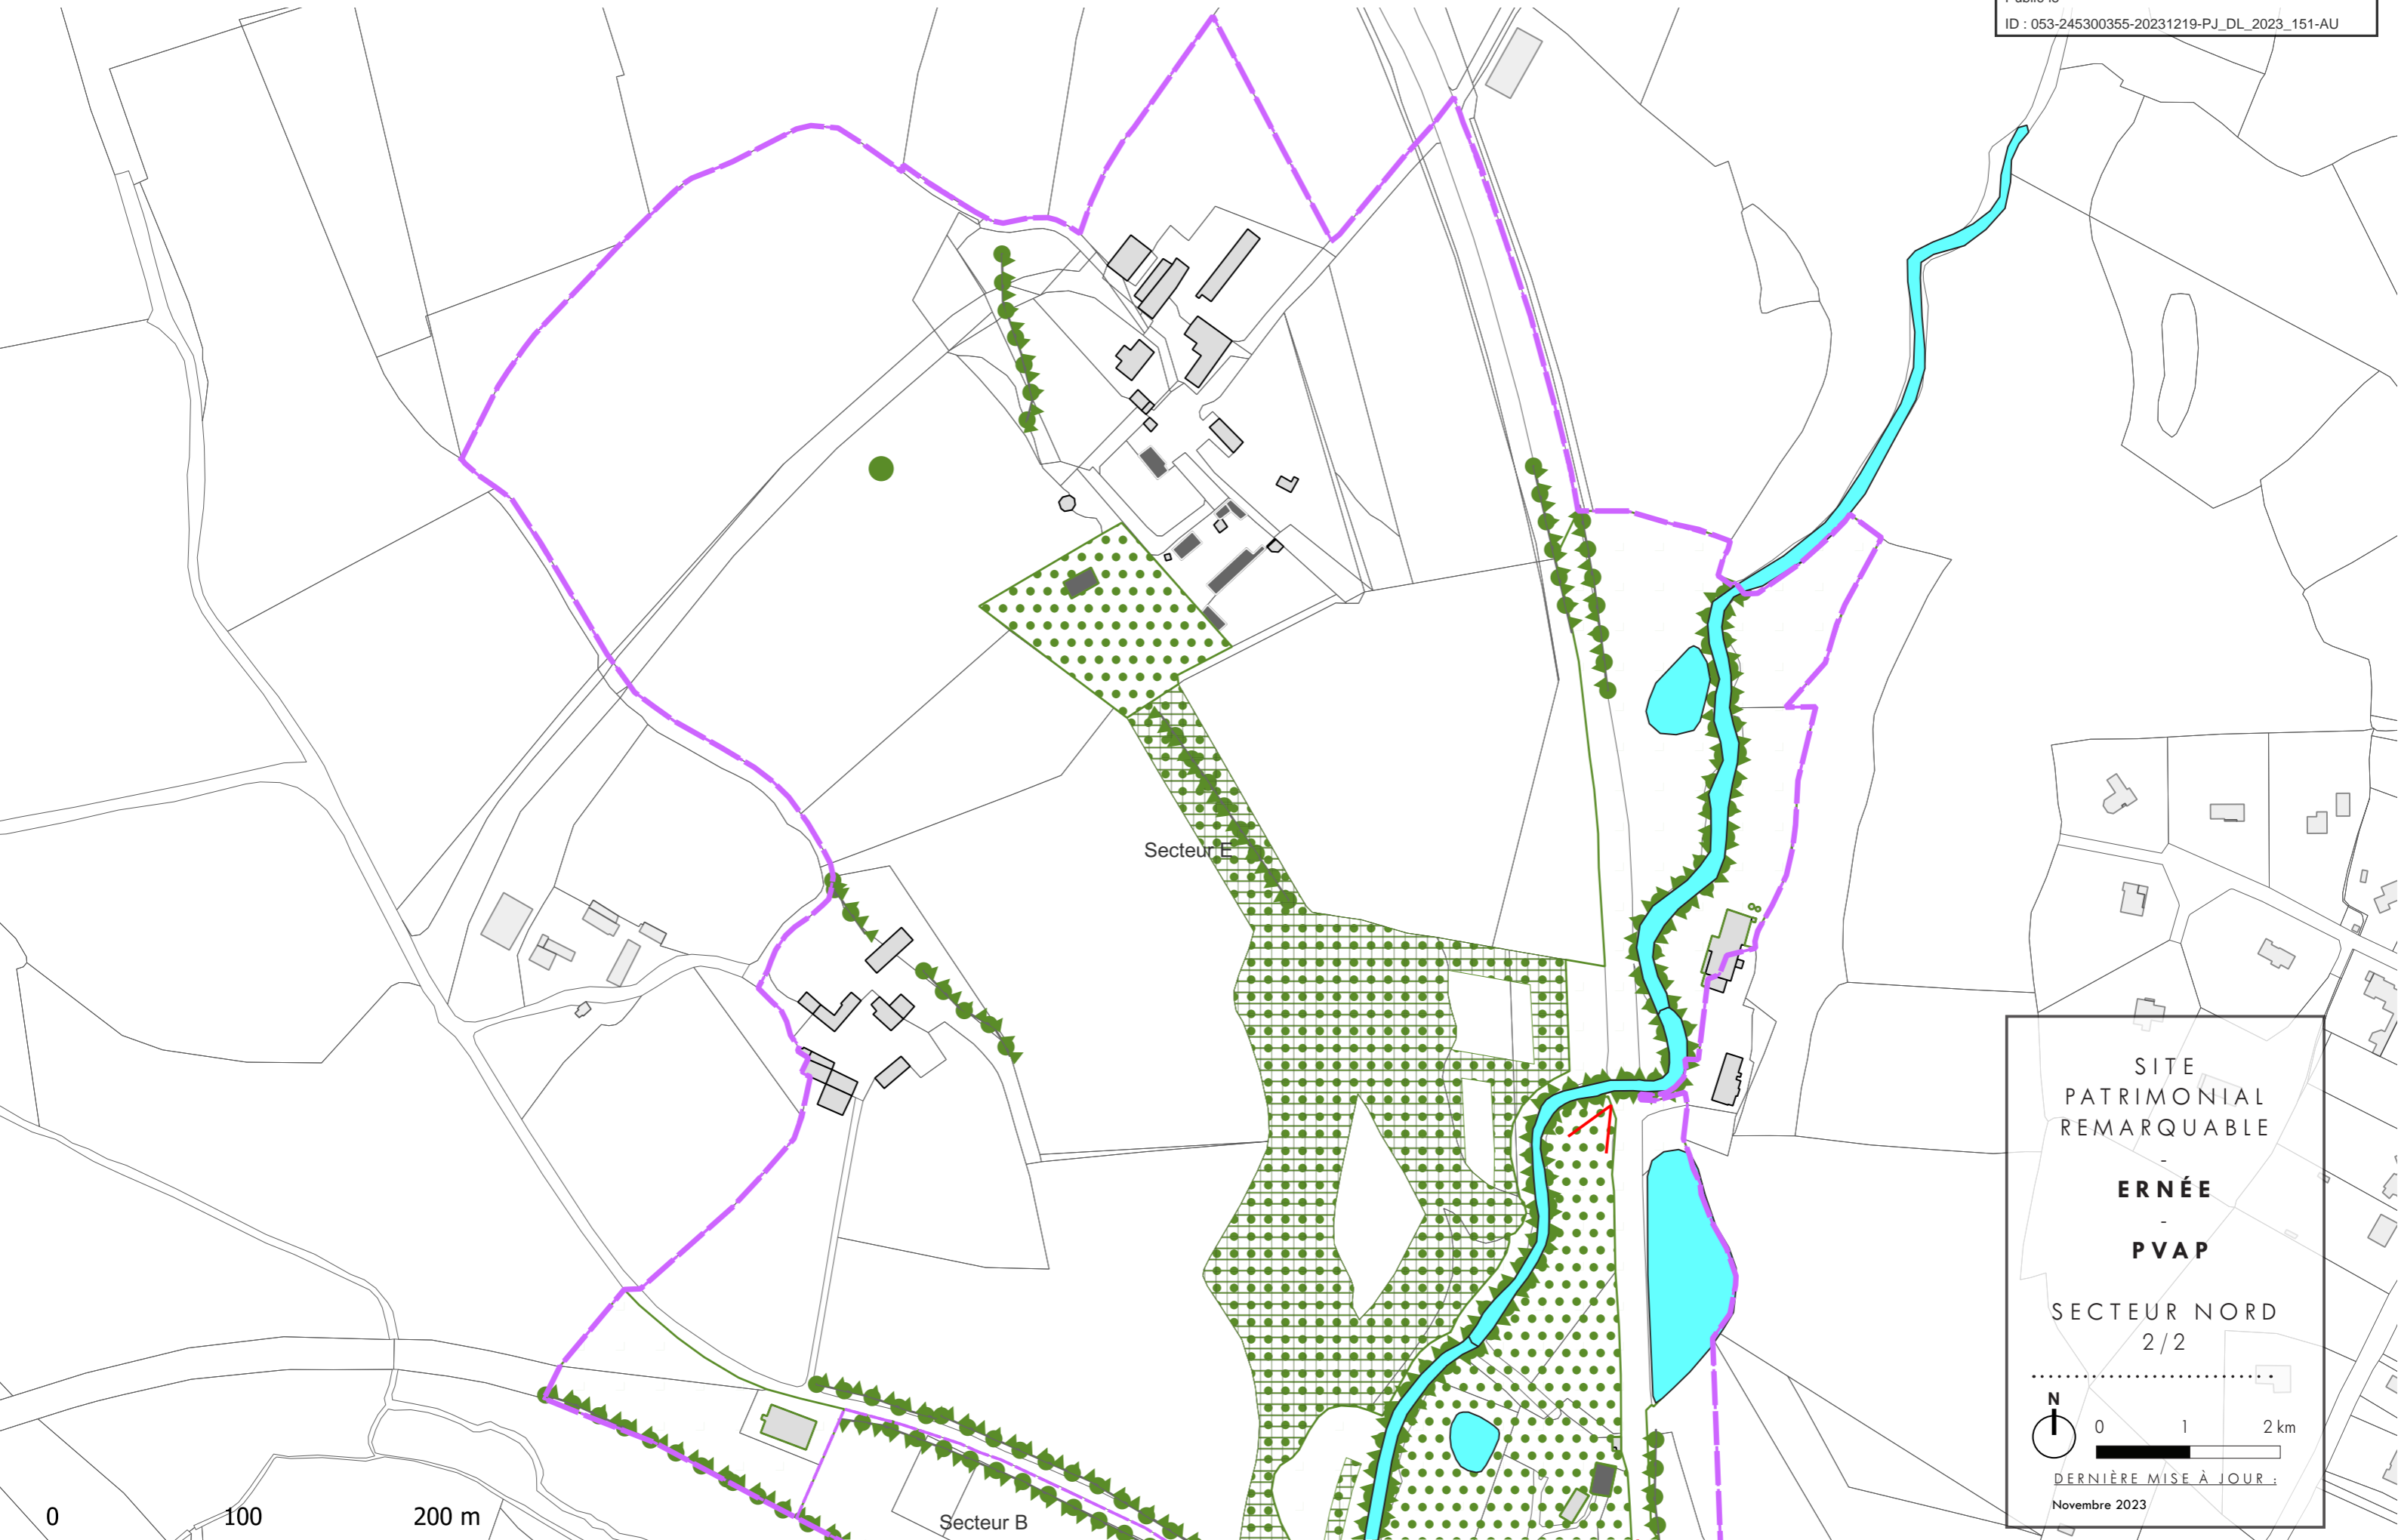 ID : 053-245300355-20231219-PJ_DL_2023_151-AU
Secteur E
SITE
PATRIMONIAL
REMARQUABLE
-
ERNÉE
-
PVAP
SECTEUR NORD
2/2
N
0 1 2 km
DERNIÈRE MISE À JOUR :
Novembre 2023
0 100 200 m
Secteur B